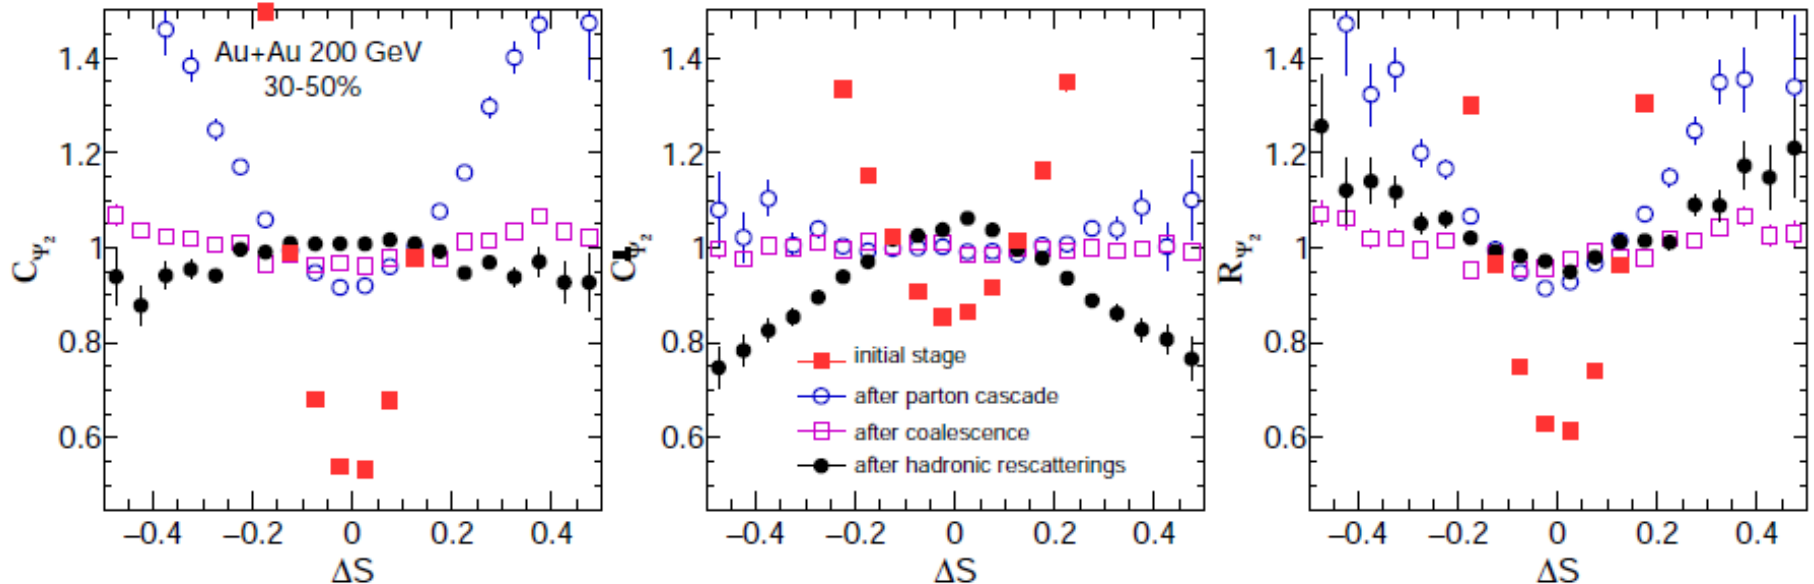 Au+Au 200 GeV
30-50%
C_Ψ₂
1.4
1.2
1
0.8
0.6
−0.4 −0.2 0 0.2 0.4
ΔS
C_Ψ₂
1.4
1.2
1
0.8
0.6
initial stage
after parton cascade
after coalescence
after hadronic rescatterings
−0.4 −0.2 0 0.2 0.4
ΔS
R_Ψ₂
1.4
1.2
1
0.8
0.6
−0.4 −0.2 0 0.2 0.4
ΔS